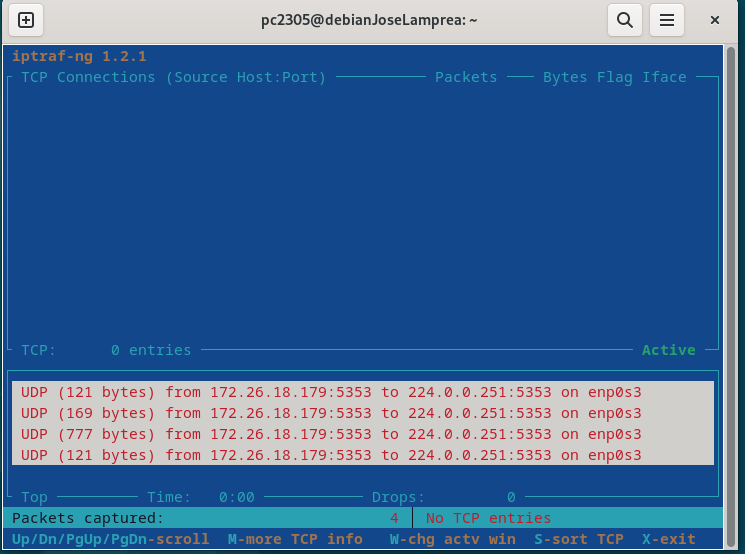 pc2305@debianJoseLamprea: ~
iptraf-ng 1.2.1
TCP Connections (Source Host:Port) Packets Bytes Flag Iface
TCP: 0 entries Active
UDP (121 bytes) from 172.26.18.179:5353 to 224.0.0.251:5353 on enp0s3
UDP (169 bytes) from 172.26.18.179:5353 to 224.0.0.251:5353 on enp0s3
UDP (777 bytes) from 172.26.18.179:5353 to 224.0.0.251:5353 on enp0s3
UDP (121 bytes) from 172.26.18.179:5353 to 224.0.0.251:5353 on enp0s3
Top Time: 0:00 Drops: 0
Packets captured: 4 No TCP entries
Up/Dn/PgUp/PgDn-scroll M-more TCP info W-chg actv win S-sort TCP X-exit